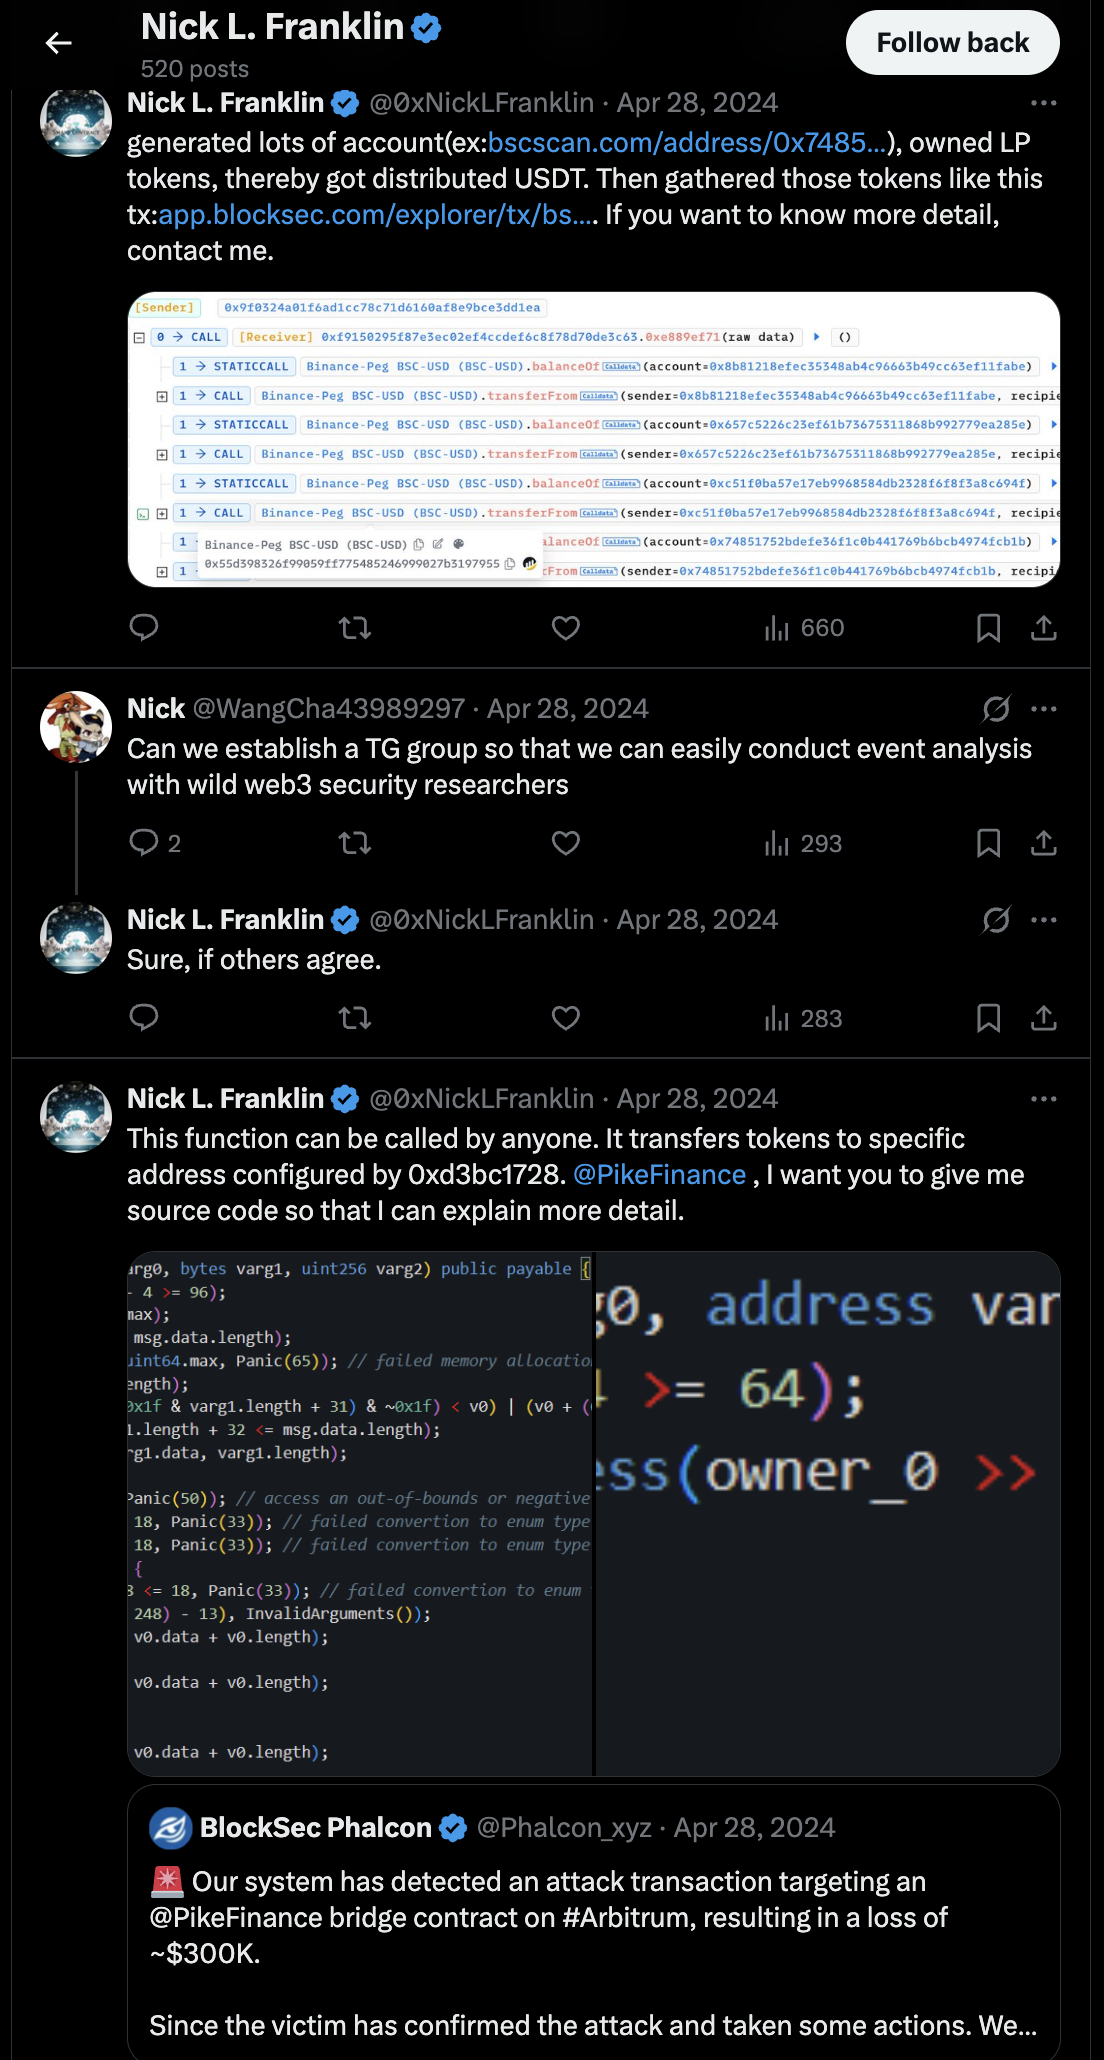 Nick L. Franklin
520 posts
Follow back
Nick L. Franklin @0xNickLFranklin · Apr 28, 2024
generated lots of account(ex:bscscan.com/address/0x7485...), owned LP
tokens, thereby got distributed USDT. Then gathered those tokens like this
tx:app.blocksec.com/explorer/tx/bs.... If you want to know more detail,
contact me.
[Sender] 0x9f0324a01f6ad1cc78c71d6160af8e9bce3dd1ea
0 → CALL [Receiver] 0xf9150295f87e3ec02ef4ccdef6c8f78d70de3c63.0xe889ef71(raw data) ()
1 → STATICCALL Binance-Peg BSC-USD (BSC-USD).balanceOf Calldata (account=0x8b81218efec35348ab4c96663b49cc63ef11fabe)
1 → CALL Binance-Peg BSC-USD (BSC-USD).transferFrom Calldata (sender=0x8b81218efec35348ab4c96663b49cc63ef11fabe, recipie
1 → STATICCALL Binance-Peg BSC-USD (BSC-USD).balanceOf Calldata (account=0x657c5226c23ef61b73675311868b992779ea285e)
1 → CALL Binance-Peg BSC-USD (BSC-USD).transferFrom Calldata (sender=0x657c5226c23ef61b73675311868b992779ea285e, recipie
1 → STATICCALL Binance-Peg BSC-USD (BSC-USD).balanceOf Calldata (account=0xc51f0ba57e17eb9968584db2328f6f8f3a8c694f)
1 → CALL Binance-Peg BSC-USD (BSC-USD).transferFrom Calldata (sender=0xc51f0ba57e17eb9968584db2328f6f8f3a8c694f, recipie
1 alanceOf Calldata (account=0x74851752bdefe36f1c0b441769b6bcb4974fcb1b)
Binance-Peg BSC-USD (BSC-USD)
0x55d398326f99059ff775485246999027b3197955
1 cFrom Calldata (sender=0x74851752bdefe36f1c0b441769b6bcb4974fcb1b, recipi
660
Nick @WangCha43989297 · Apr 28, 2024
Can we establish a TG group so that we can easily conduct event analysis
with wild web3 security researchers
2 293
Nick L. Franklin @0xNickLFranklin · Apr 28, 2024
Sure, if others agree.
283
Nick L. Franklin @0xNickLFranklin · Apr 28, 2024
This function can be called by anyone. It transfers tokens to specific
address configured by 0xd3bc1728. @PikeFinance , I want you to give me
source code so that I can explain more detail.
arg0, bytes varg1, uint256 varg2) public payable {
- 4 >= 96);
max);
msg.data.length);
uint64.max, Panic(65)); // failed memory allocatio
ength);
0x1f & varg1.length + 31) & ~0x1f) < v0) | (v0 + (
1.length + 32 <= msg.data.length);
rg1.data, varg1.length);
Panic(50)); // access an out-of-bounds or negative
18, Panic(33)); // failed convertion to enum type
18, Panic(33)); // failed convertion to enum type
{
8 <= 18, Panic(33)); // failed convertion to enum
248) - 13), InvalidArguments());
v0.data + v0.length);
v0.data + v0.length);
v0.data + v0.length);
g0, address var
4 >= 64);
ess(owner_0 >>
BlockSec Phalcon @Phalcon_xyz · Apr 28, 2024
🚨 Our system has detected an attack transaction targeting an
@PikeFinance bridge contract on #Arbitrum, resulting in a loss of
~$300K.
Since the victim has confirmed the attack and taken some actions. We...